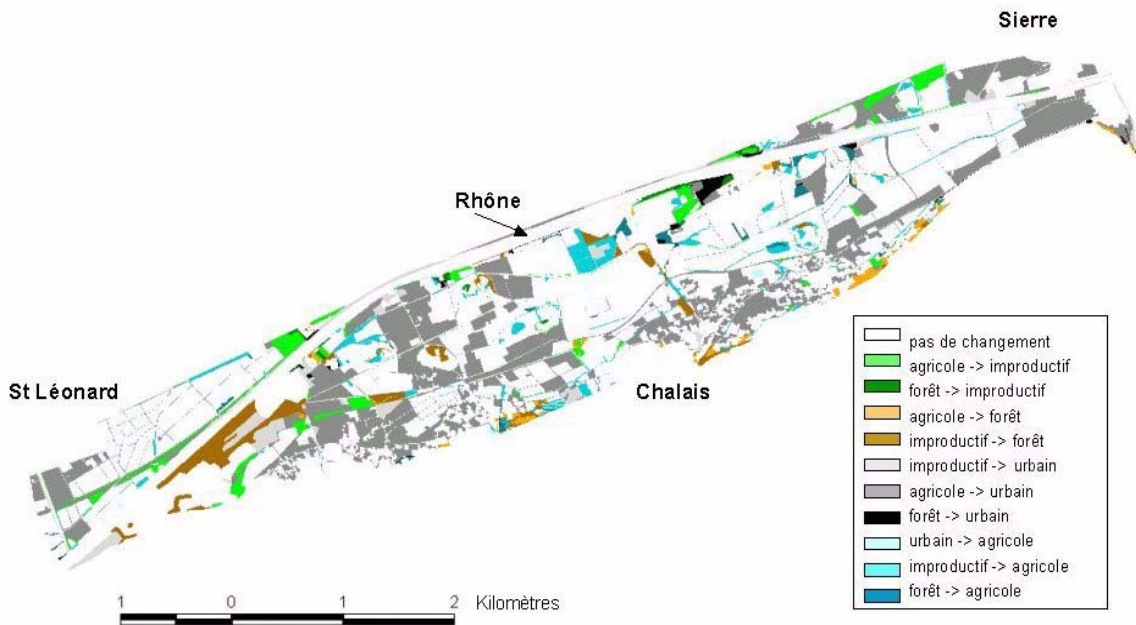 Sierre
Rhône
St Léonard
Chalais
pas de changement
agricole -> improductif
forêt -> improductif
agricole -> forêt
improductif -> forêt
improductif -> urbain
agricole -> urbain
forêt -> urbain
urbain -> agricole
improductif -> agricole
forêt -> agricole
1 0 1 2 Kilomètres